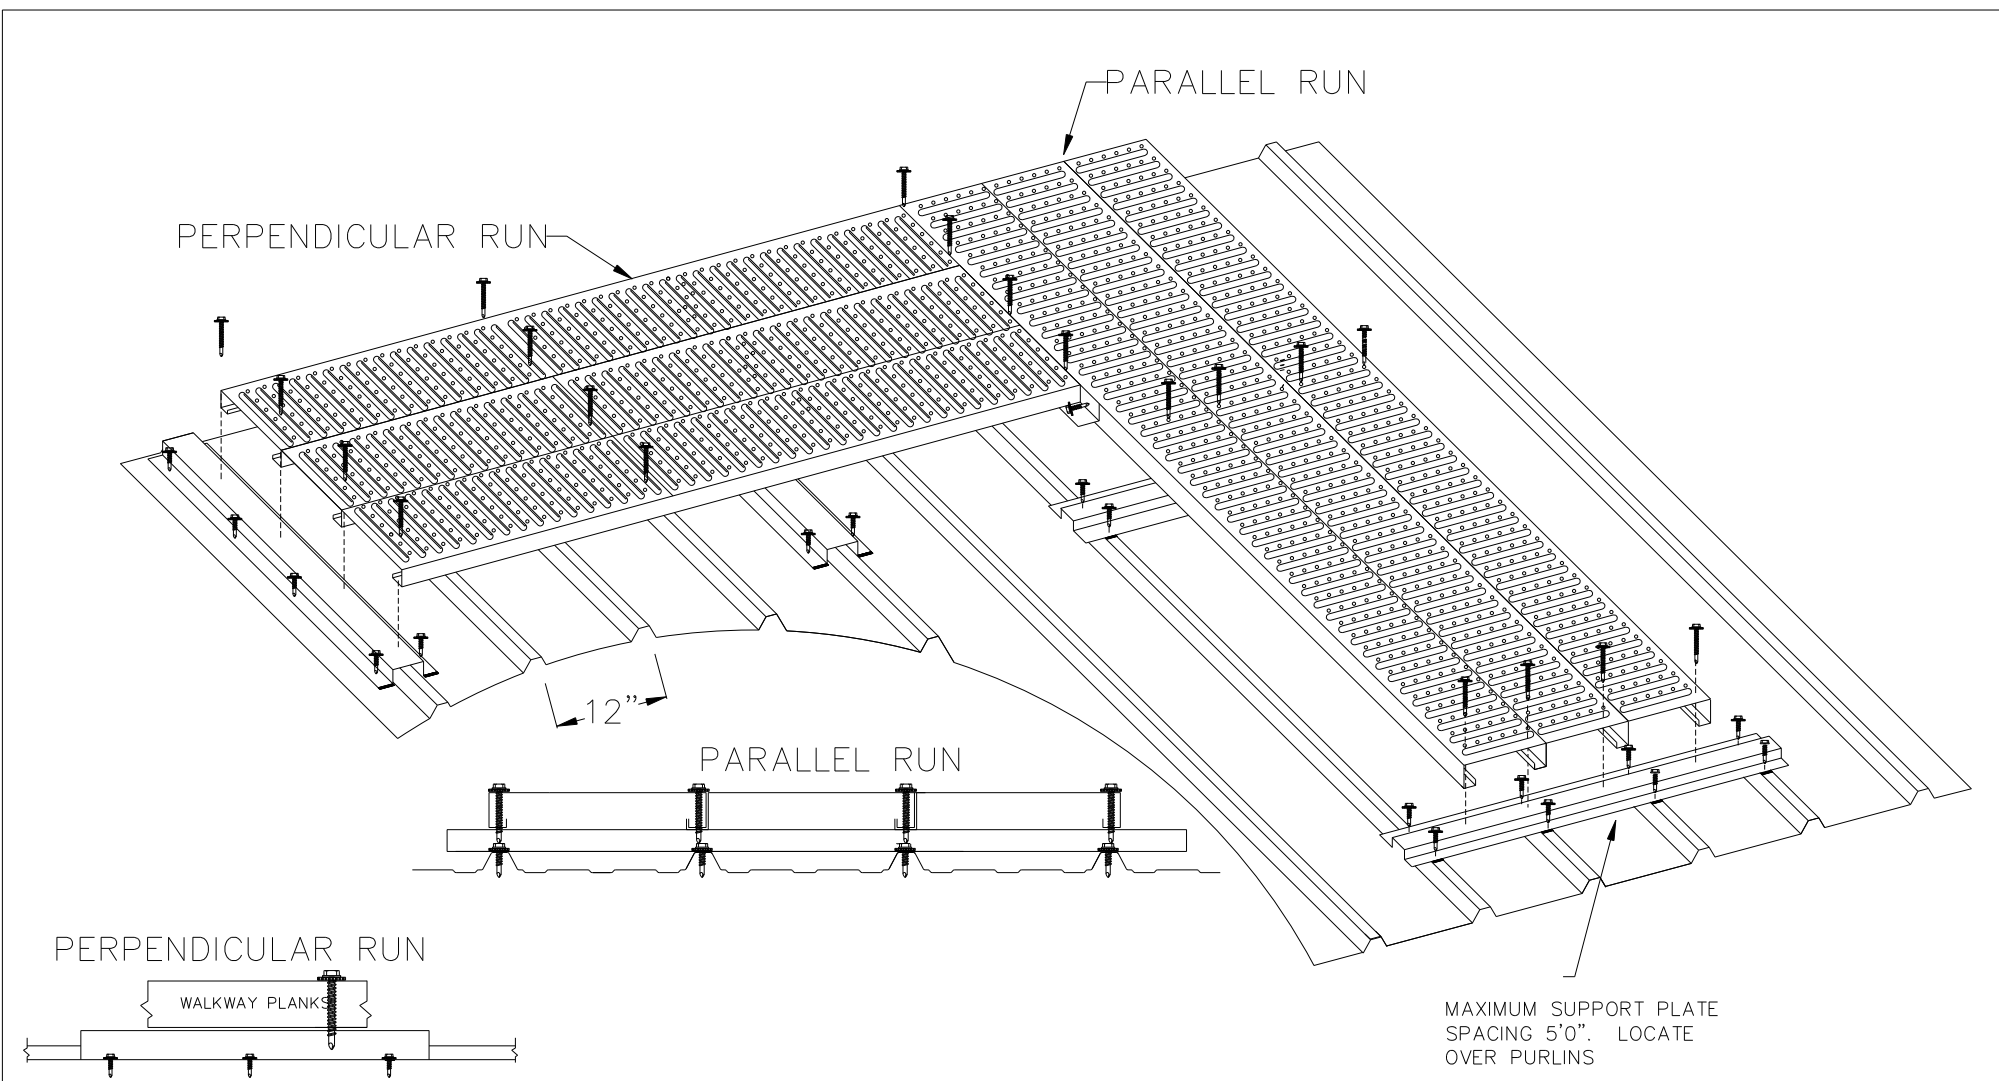 PARALLEL RUN
PERPENDICULAR RUN
12"
PARALLEL RUN
PERPENDICULAR RUN
WALKWAY PLANKS
MAXIMUM SUPPORT PLATE
SPACING 5'0". LOCATE
OVER PURLINS